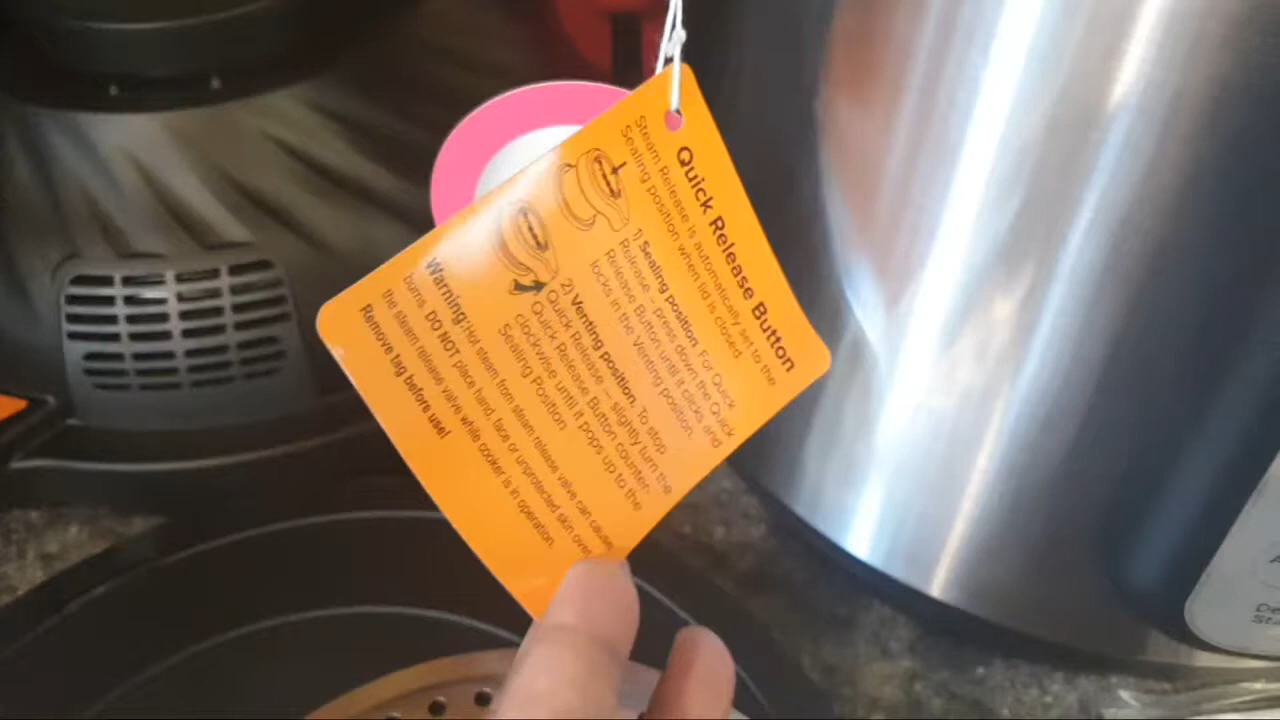 Quick Release Button
Steam Release is automatically set to the
Sealing position when lid is closed.
1) Sealing position. For Quick
Release – press down the Quick
Release Button until it clicks and
locks in the Venting position.
2) Venting position. To stop
Quick Release – slightly turn the
Quick Release Button counter-
clockwise until it pops up to the
Sealing Position
Warning: Hot steam from steam release valve can cause
burns. DO NOT place hand, face or unprotected skin over
the steam release valve while cooker is in operation.
Remove tag before use!